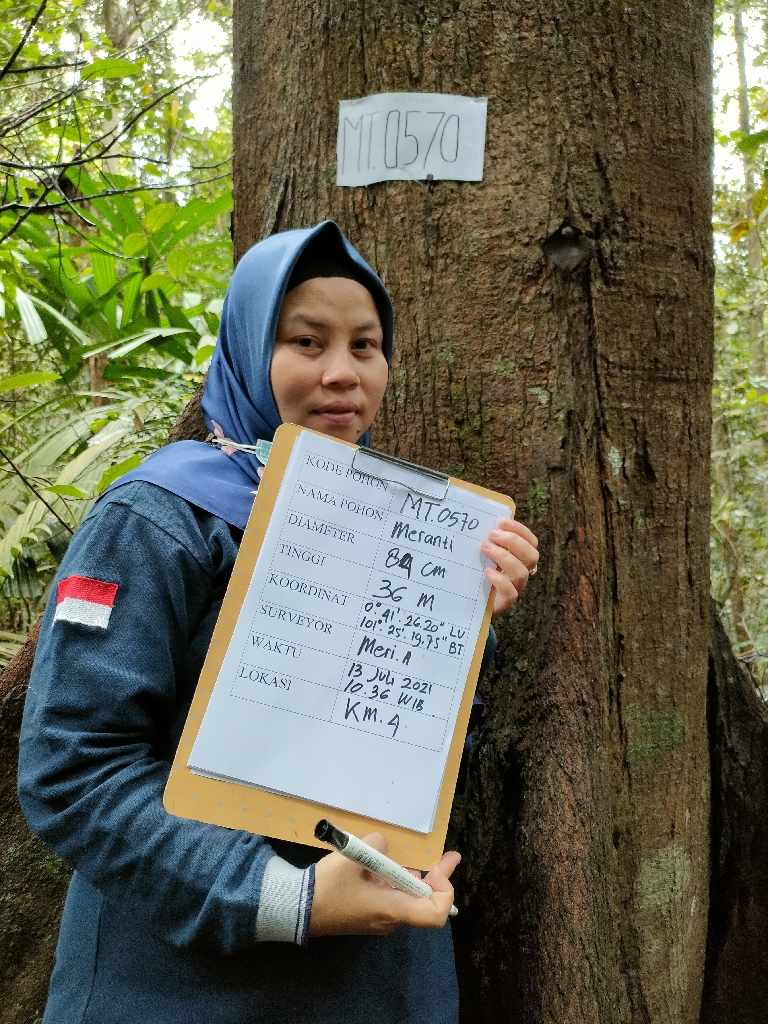 MT.0570
KODE POHON MT.0570
NAMA POHON Meranti
DIAMETER 84 cm
TINGGI 36 M
KOORDINAT 0°.41'.26.20" LU
101°.25'.19.75" BT
SURVEYOR Meri.A
WAKTU 13 Juli 2021
10.36 WIB
LOKASI KM.4